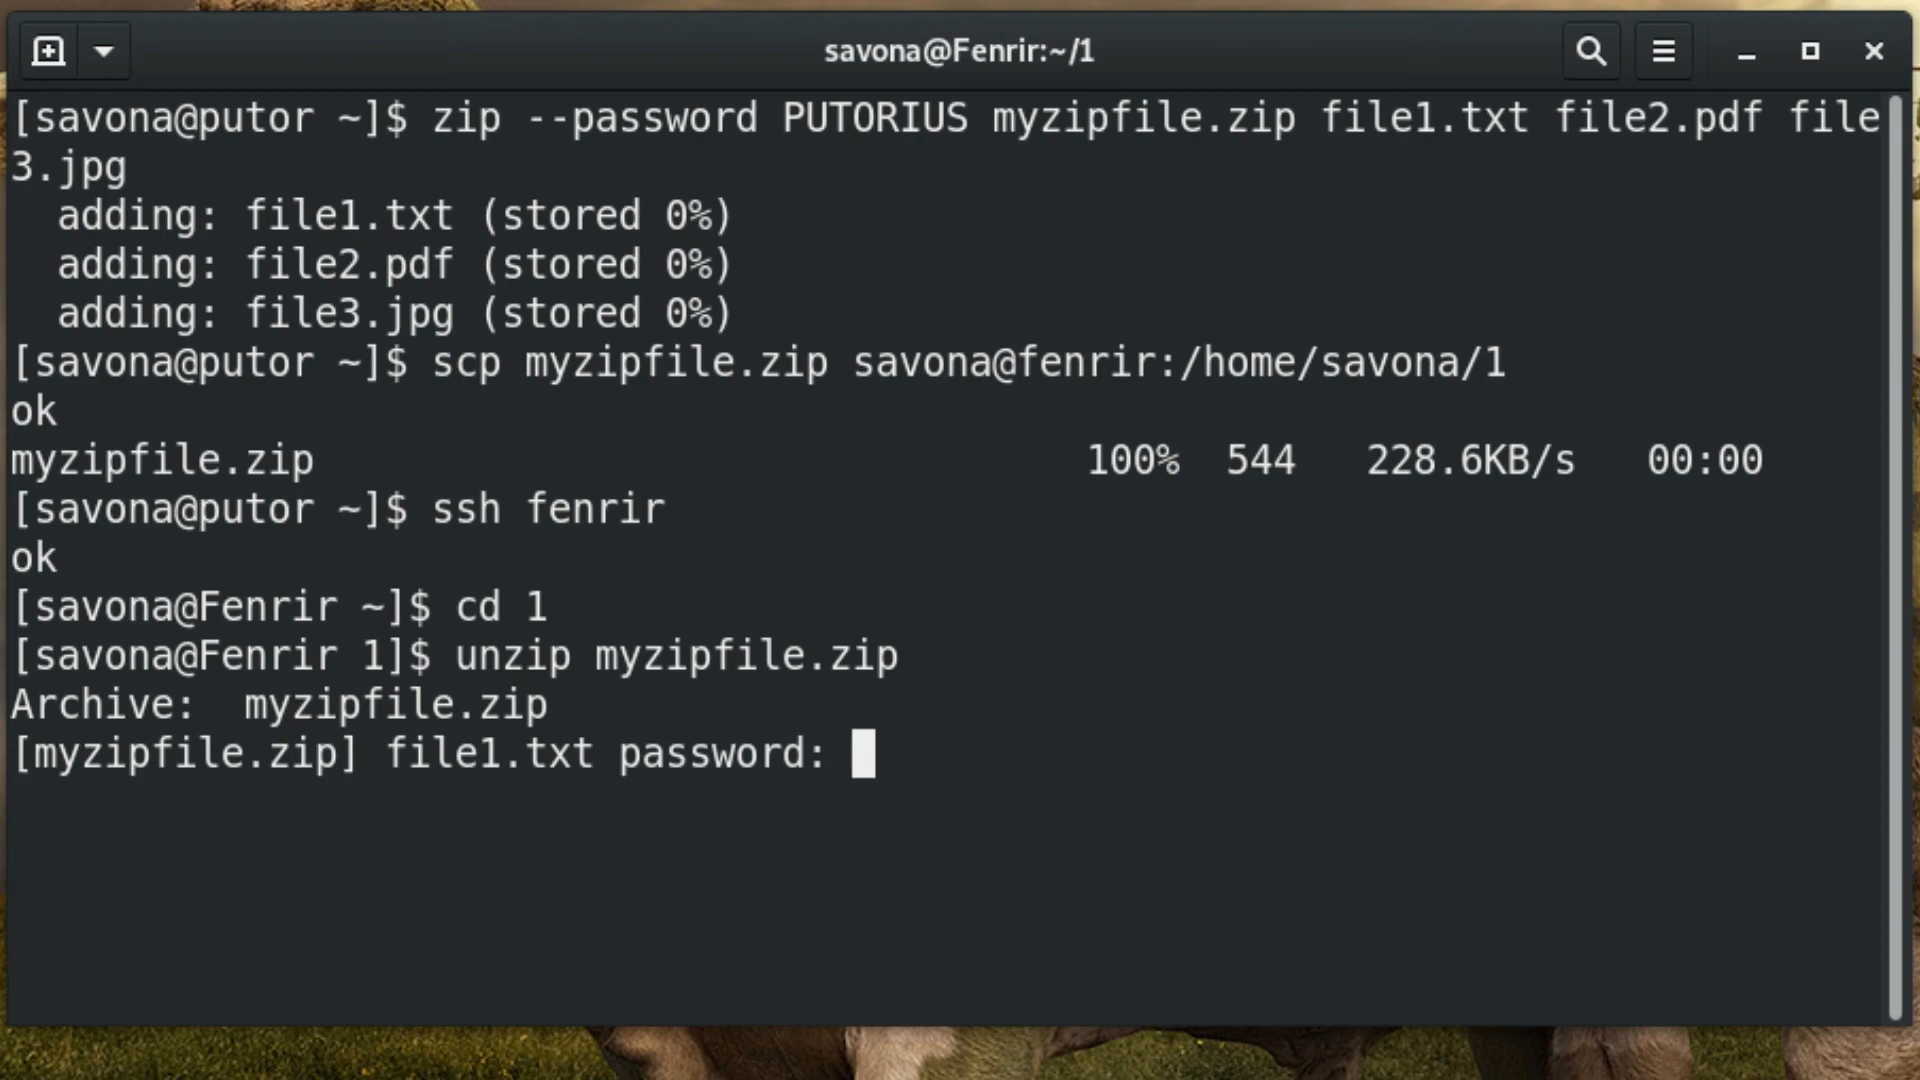 savona@Fenrir:~/1
[savona@putor ~]$ zip --password PUTORIUS myzipfile.zip file1.txt file2.pdf file
3.jpg
  adding: file1.txt (stored 0%)
  adding: file2.pdf (stored 0%)
  adding: file3.jpg (stored 0%)
[savona@putor ~]$ scp myzipfile.zip savona@fenrir:/home/savona/1
ok
myzipfile.zip                                 100%  544   228.6KB/s   00:00
[savona@putor ~]$ ssh fenrir
ok
[savona@Fenrir ~]$ cd 1
[savona@Fenrir 1]$ unzip myzipfile.zip
Archive:  myzipfile.zip
[myzipfile.zip] file1.txt password: